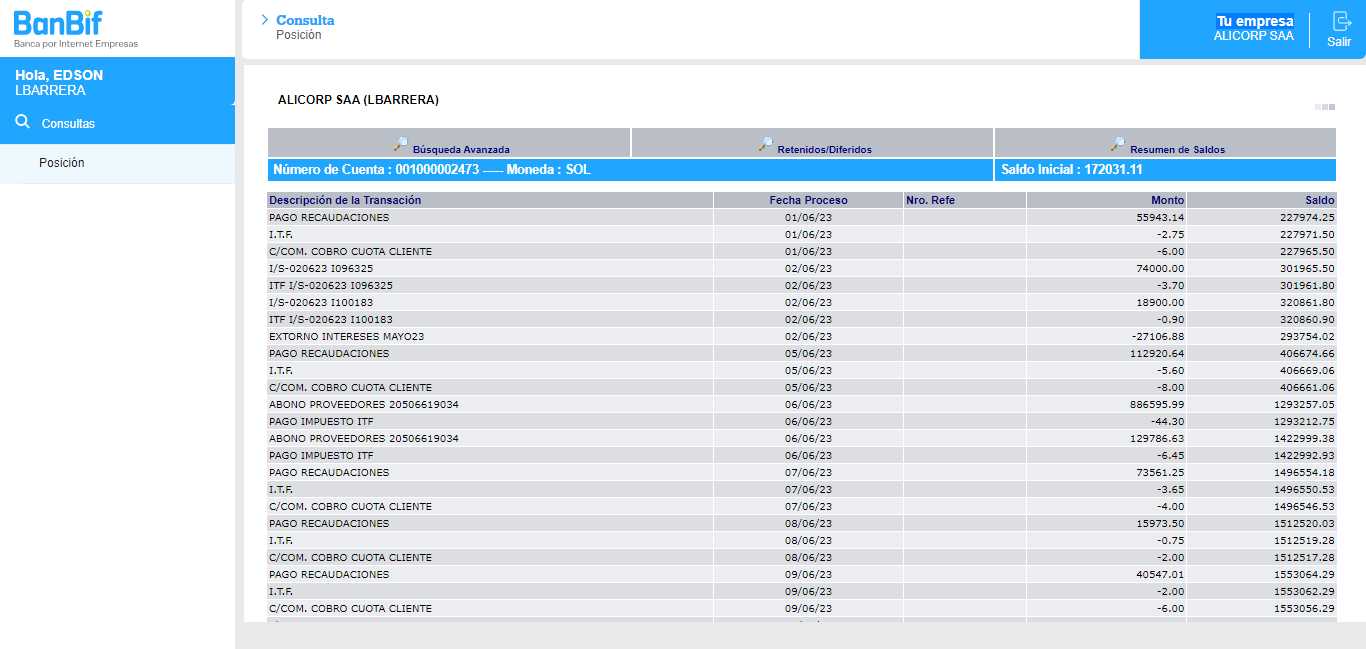 BanBif
Banca por Internet Empresas
Consulta
Posición
Tu empresa
ALICORP SAA
Salir
Hola, EDSON
LBARRERA
Consultas
Posición
ALICORP SAA (LBARRERA)
Búsqueda Avanzada Retenidos/Diferidos Resumen de Saldos
Número de Cuenta : 001000002473 ---- Moneda : SOL Saldo Inicial : 172031.11
Descripción de la Transación Fecha Proceso Nro. Refe Monto Saldo
PAGO RECAUDACIONES 01/06/23 55943.14 227974.25
I.T.F. 01/06/23 -2.75 227971.50
C/COM. COBRO CUOTA CLIENTE 01/06/23 -6.00 227965.50
I/S-020623 I096325 02/06/23 74000.00 301965.50
ITF I/S-020623 I096325 02/06/23 -3.70 301961.80
I/S-020623 I100183 02/06/23 18900.00 320861.80
ITF I/S-020623 I100183 02/06/23 -0.90 320860.90
EXTORNO INTERESES MAYO23 02/06/23 -27106.88 293754.02
PAGO RECAUDACIONES 05/06/23 112920.64 406674.66
I.T.F. 05/06/23 -5.60 406669.06
C/COM. COBRO CUOTA CLIENTE 05/06/23 -8.00 406661.06
ABONO PROVEEDORES 20506619034 06/06/23 886595.99 1293257.05
PAGO IMPUESTO ITF 06/06/23 -44.30 1293212.75
ABONO PROVEEDORES 20506619034 06/06/23 129786.63 1422999.38
PAGO IMPUESTO ITF 06/06/23 -6.45 1422992.93
PAGO RECAUDACIONES 07/06/23 73561.25 1496554.18
I.T.F. 07/06/23 -3.65 1496550.53
C/COM. COBRO CUOTA CLIENTE 07/06/23 -4.00 1496546.53
PAGO RECAUDACIONES 08/06/23 15973.50 1512520.03
I.T.F. 08/06/23 -0.75 1512519.28
C/COM. COBRO CUOTA CLIENTE 08/06/23 -2.00 1512517.28
PAGO RECAUDACIONES 09/06/23 40547.01 1553064.29
I.T.F. 09/06/23 -2.00 1553062.29
C/COM. COBRO CUOTA CLIENTE 09/06/23 -6.00 1553056.29